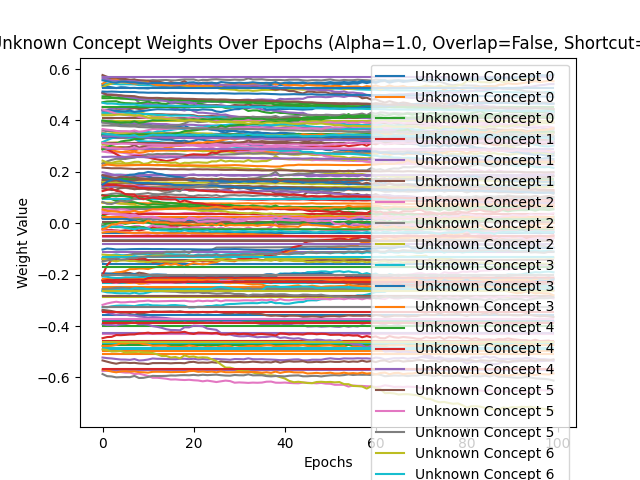 Unknown Concept Weights Over Epochs (Alpha=1.0, Overlap=False, Shortcut=
0.6
0.4
0.2
0.0
−0.2
−0.4
−0.6
Weight Value
0
20
40
60
80
100
Epochs
Unknown Concept 0
Unknown Concept 0
Unknown Concept 0
Unknown Concept 1
Unknown Concept 1
Unknown Concept 1
Unknown Concept 2
Unknown Concept 2
Unknown Concept 2
Unknown Concept 3
Unknown Concept 3
Unknown Concept 3
Unknown Concept 4
Unknown Concept 4
Unknown Concept 4
Unknown Concept 5
Unknown Concept 5
Unknown Concept 5
Unknown Concept 6
Unknown Concept 6